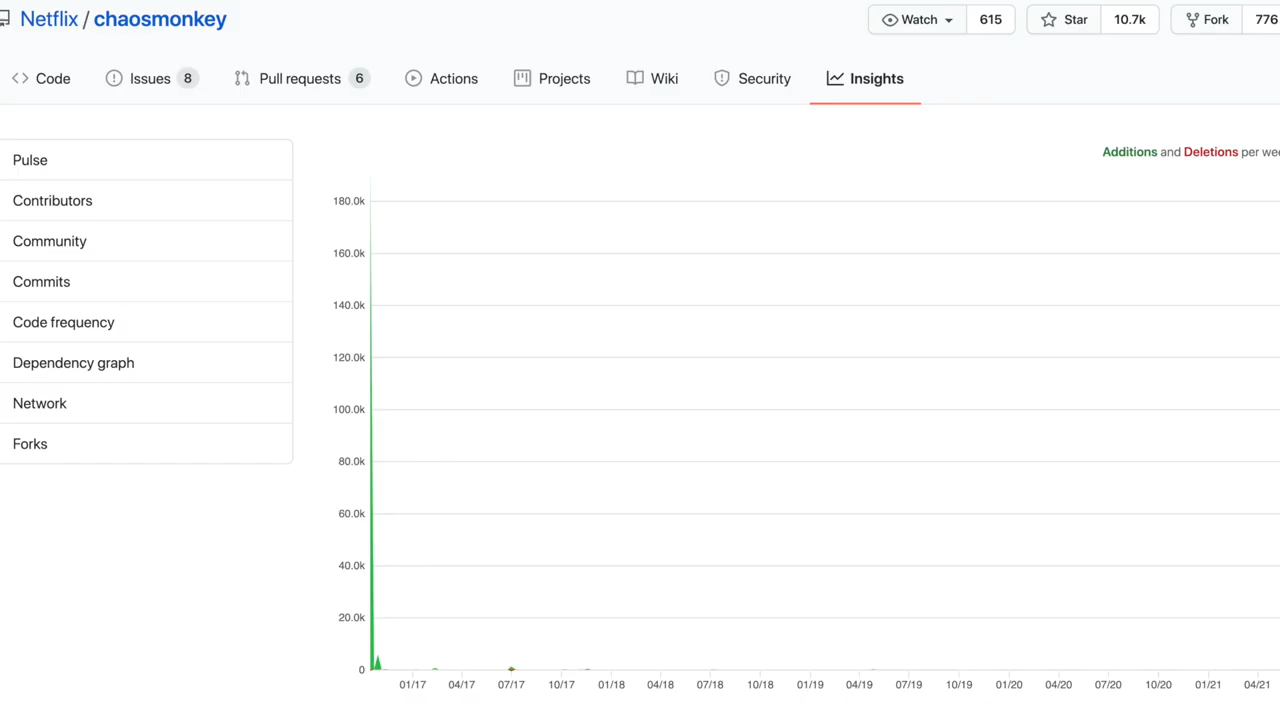 Netflix / chaosmonkey
Watch 615 Star 10.7k Fork 776
Code Issues 8 Pull requests 6 Actions Projects Wiki Security Insights
Pulse
Contributors
Community
Commits
Code frequency
Dependency graph
Network
Forks
Additions and Deletions per
180.0k
160.0k
140.0k
120.0k
100.0k
80.0k
60.0k
40.0k
20.0k
0
01/17 04/17 07/17 10/17 01/18 04/18 07/18 10/18 01/19 04/19 07/19 10/19 01/20 04/20 07/20 10/20 01/21 04/21